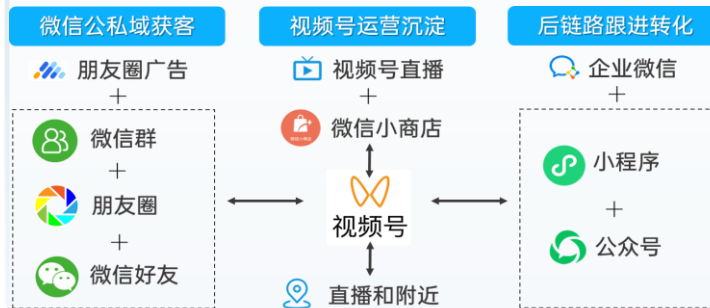 微信公私域获客
朋友圈广告
+
微信群
+
朋友圈
+
微信好友
视频号运营沉淀
视频号直播
+
微信小商店
视频号
直播和附近
后链路跟进转化
企业微信
+
小程序
+
公众号